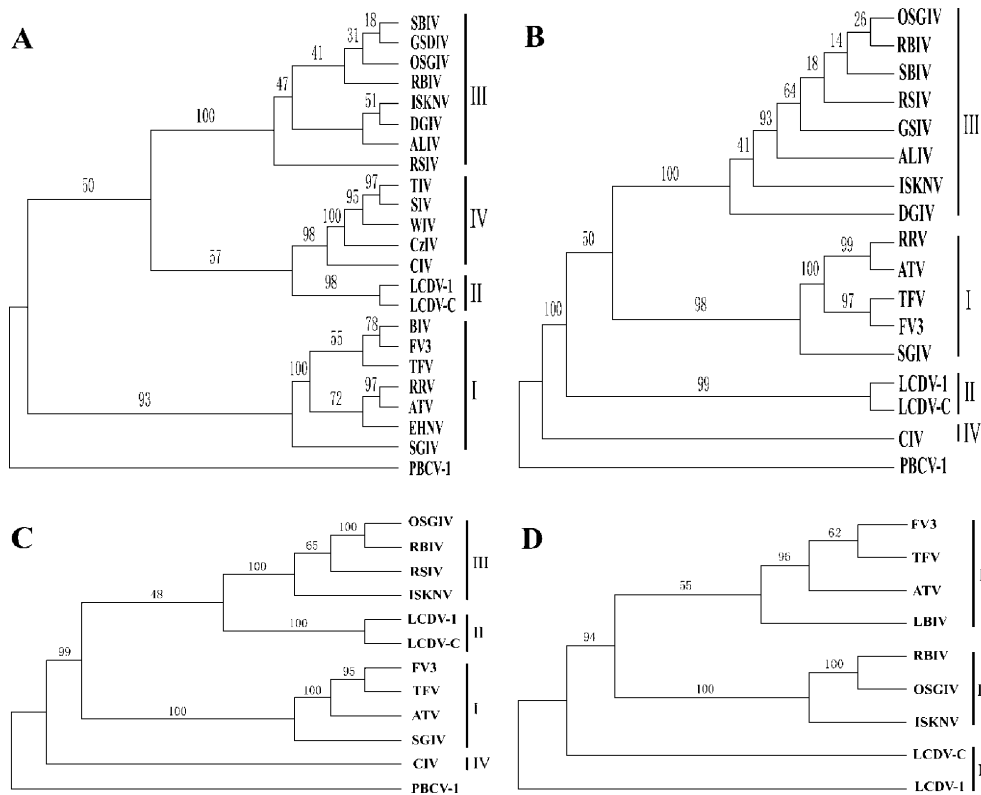 A
18
SBIV
GSDIV
31
OSGIV
41
RBIV
47
ISKNV
51
DGIV
ALIV
100
RSIV
III
50
97
TIV
SIV
95
WIV
100
CzIV
98
CIV
IV
57
98
LCDV-1
LCDV-C
II
78
BIV
FV3
55
TFV
100
97
RRV
ATV
72
EHNV
93
SGIV
I
PBCV-1
B
26
OSGIV
RBIV
14
SBIV
18
RSIV
64
GSIV
93
ALIV
41
ISKNV
100
DGIV
III
50
99
RRV
ATV
100
97
TFV
FV3
98
SGIV
I
100
99
LCDV-1
LCDV-C
II
CIV
IV
PBCV-1
C
100
OSGIV
RBIV
65
RSIV
100
ISKNV
III
48
100
LCDV-1
LCDV-C
II
99
95
FV3
TFV
100
ATV
100
SGIV
I
CIV
IV
PBCV-1
D
62
FV3
TFV
96
ATV
55
LBIV
94
RBIV
100
OSGIV
100
ISKNV
LCDV-C
LCDV-1